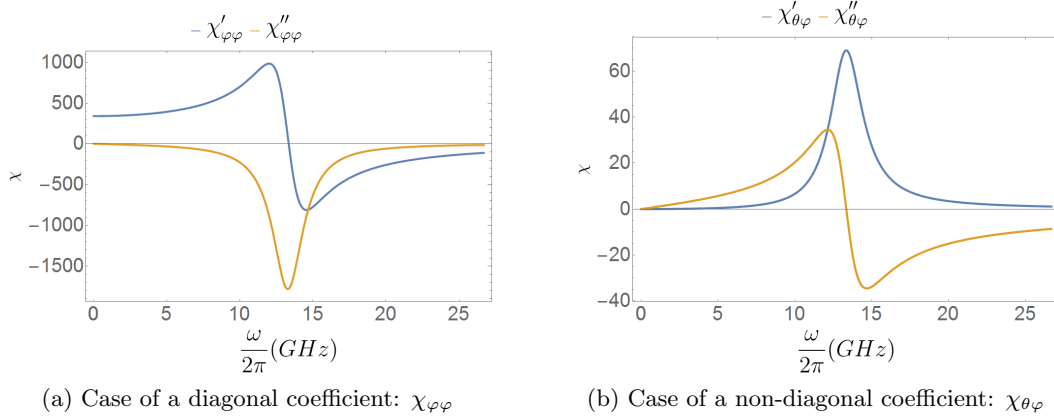 χ′φφ χ″φφ
1000
500
0
−500
−1000
−1500
χ
0 5 10 15 20 25
ω/2π (GHz)
(a) Case of a diagonal coefficient: χφφ
χ′θφ χ″θφ
60
40
20
0
−20
−40
χ
0 5 10 15 20 25
ω/2π (GHz)
(b) Case of a non-diagonal coefficient: χθφ